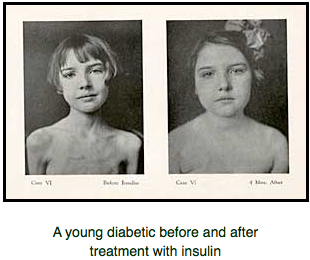 Case VI Before Insulin Case VI 4 Mos. After
A young diabetic before and after
treatment with insulin